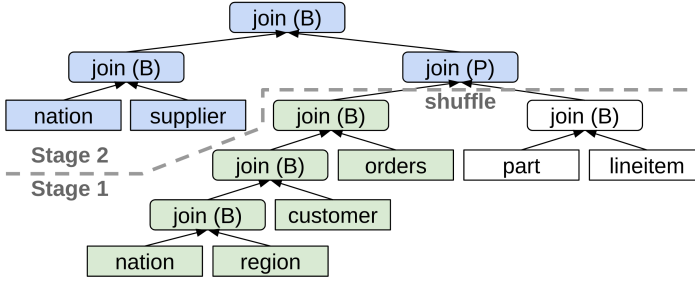 join (B)
join (B)
join (P)
nation
supplier
shuffle
join (B)
join (B)
Stage 2
join (B)
orders
part
lineitem
Stage 1
join (B)
customer
nation
region